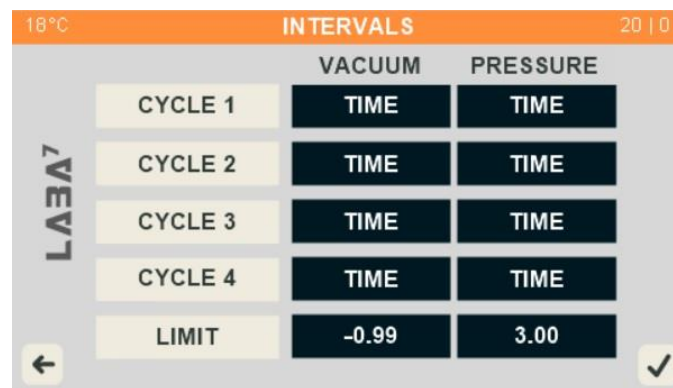 18°C INTERVALS 20 | 0
VACUUM PRESSURE
CYCLE 1 TIME TIME
CYCLE 2 TIME TIME
CYCLE 3 TIME TIME
CYCLE 4 TIME TIME
LIMIT -0.99 3.00
LABA7